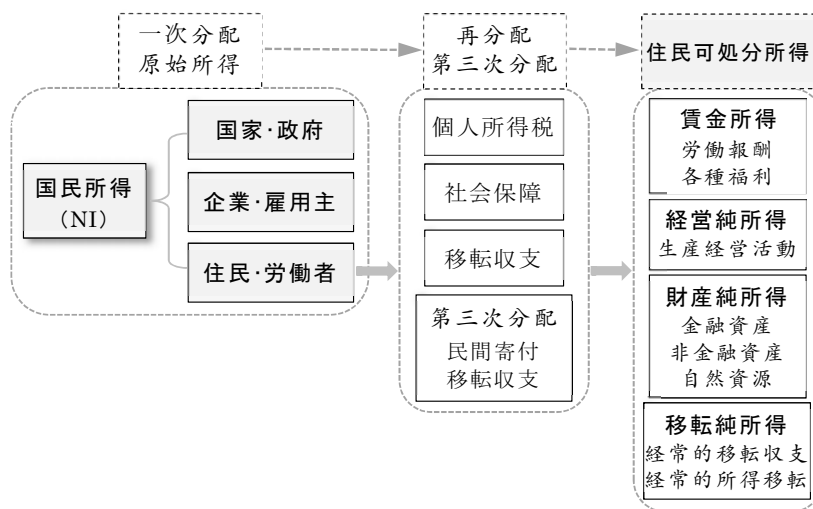 一次分配
原始所得
再分配
第三次分配
住民可処分所得
国民所得
（NI）
国家·政府
企業·雇用主
住民·労働者
個人所得税
社会保障
移転収支
第三次分配
民間寄付
移転収支
賃金所得
労働報酬
各種福利
経営純所得
生産経営活動
財産純所得
金融資産
非金融資産
自然資源
移転純所得
経常的移転収支
経常的所得移転